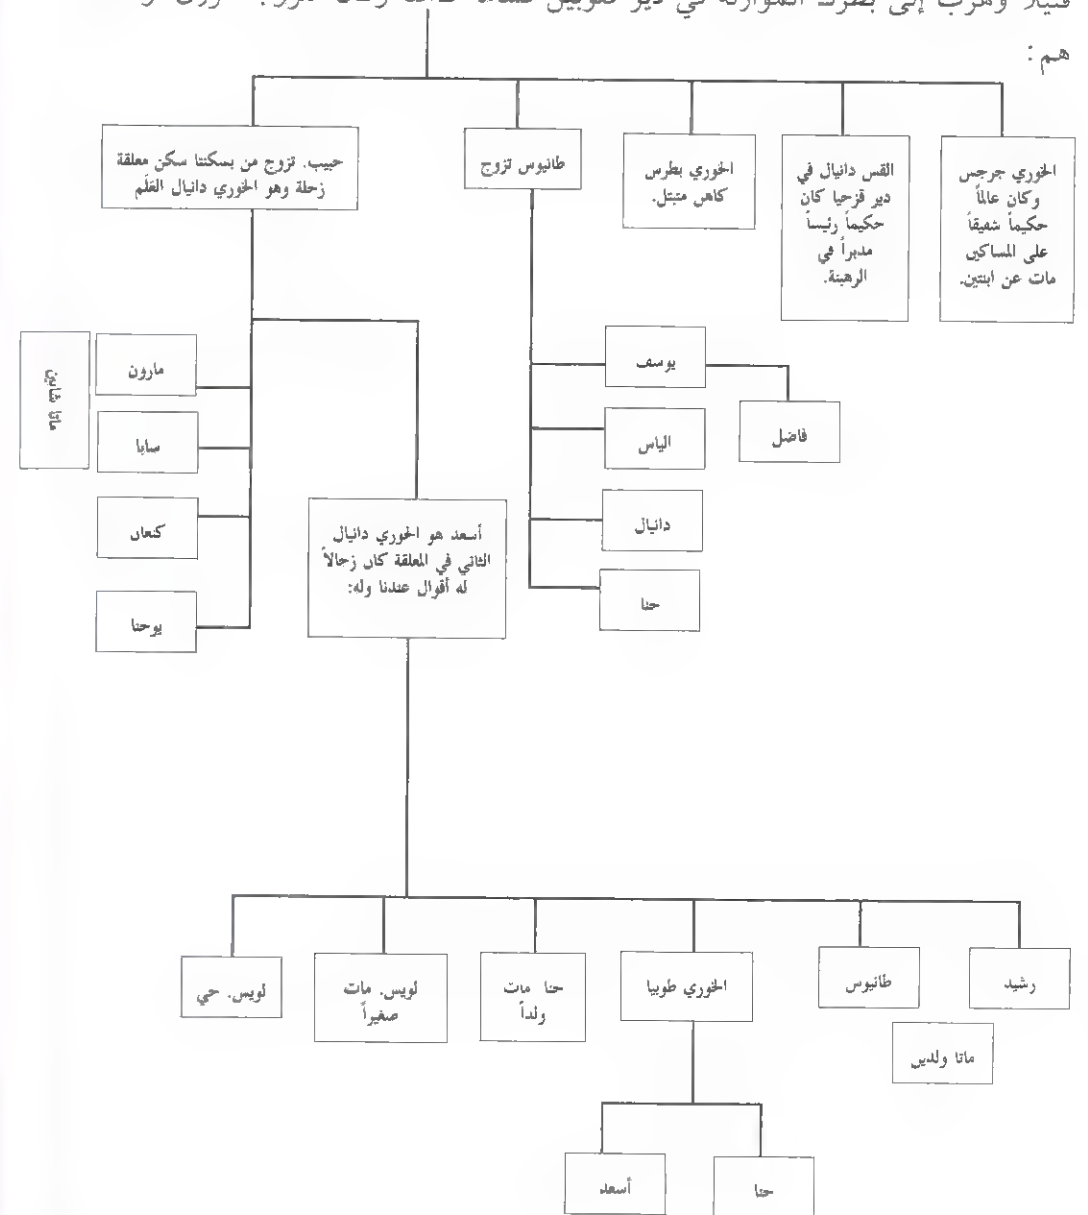 هم:
الخوري جرجس
وكان عالماً
حكيماً شفيقاً
على المساكين
مات عن ابنتين.
القس دانيال في
دير قزحيا كان
حكيماً رئيساً
مدبراً في
الرهبنة.
الخوري بطرس
كاهن متبتل.
طانيوس تزوج
حبيب. تزوج من بسكنتا سكن معلقة
زحلة وهو الخوري دانيال العَلَم
يوسف
فاضل
الياس
دانيال
حنا
مارون
سابا
ماتا شابين
كنعان
يوحنا
أسعد هو الخوري دانيال
الثاني في المعلقة كان زجالاً
له أقوال عندنا وله:
رشيد
طانيوس
ماتا ولدين
الخوري طوبيا
حنا مات
ولداً
لويس. مات
صغيراً
لويس. حي
حنا
أسعد